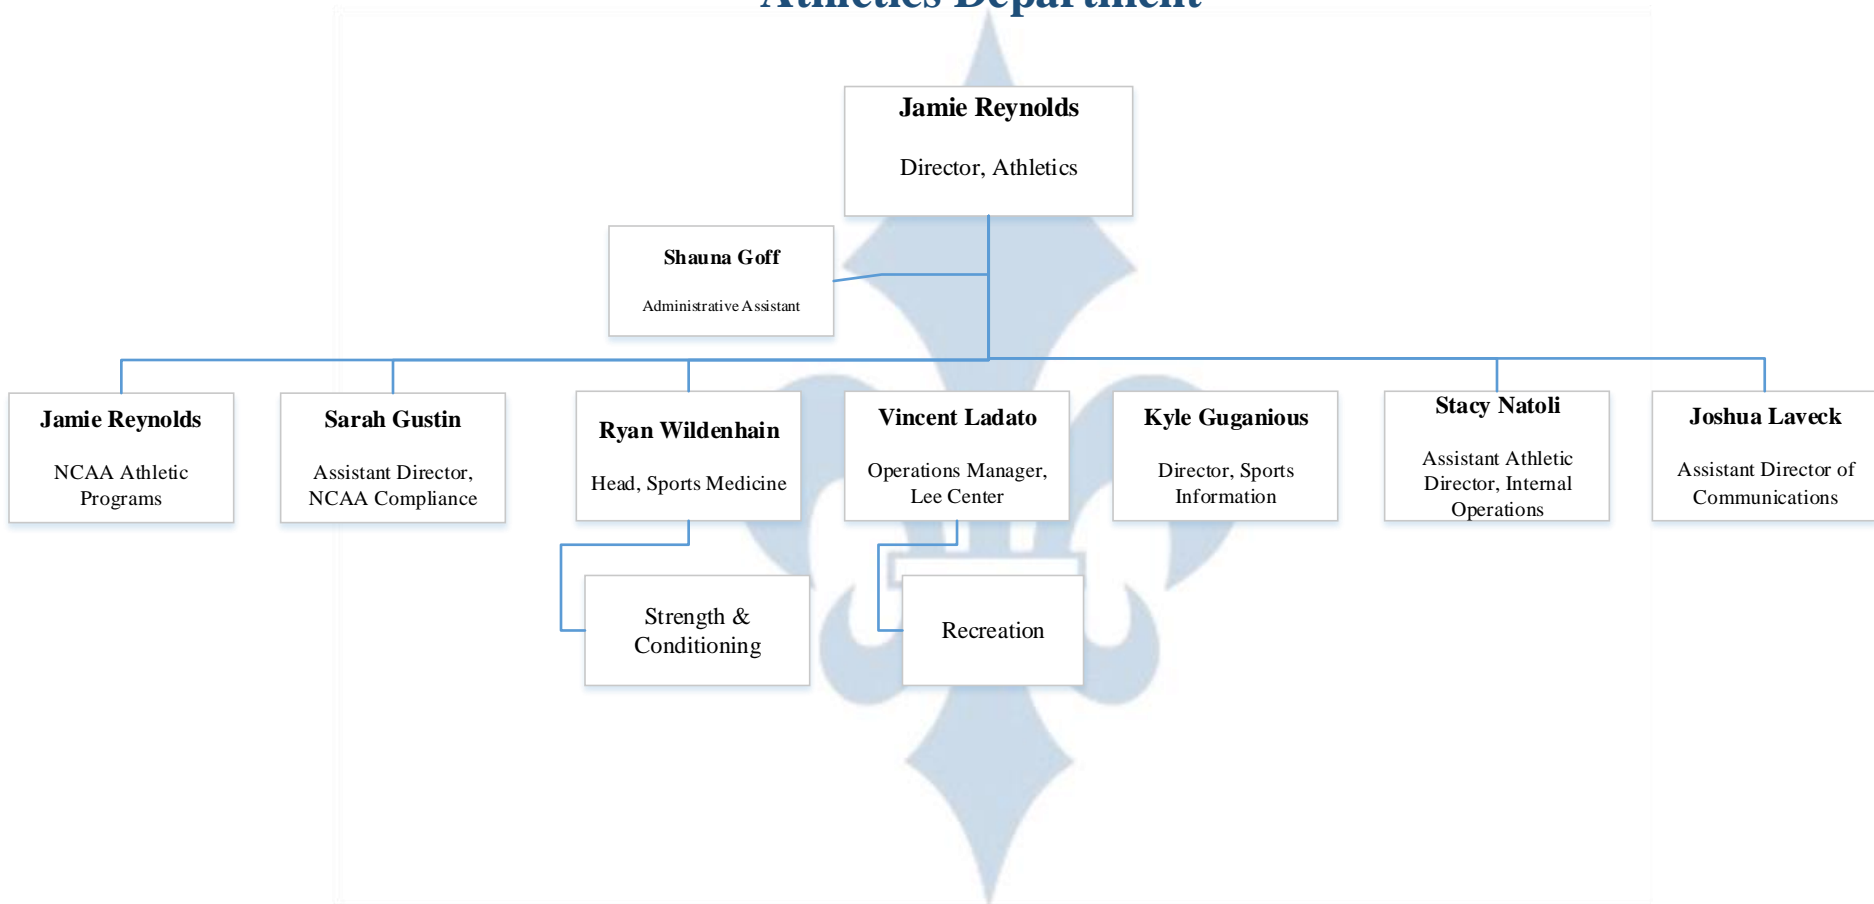 Athletics Department
Jamie Reynolds
Director, Athletics
Shauna Goff
Administrative Assistant
Jamie Reynolds
NCAA Athletic
Programs
Sarah Gustin
Assistant Director,
NCAA Compliance
Ryan Wildenhain
Head, Sports Medicine
Vincent Ladato
Operations Manager,
Lee Center
Kyle Guganious
Director, Sports
Information
Stacy Natoli
Assistant Athletic
Director, Internal
Operations
Joshua Laveck
Assistant Director of
Communications
Strength &
Conditioning
Recreation